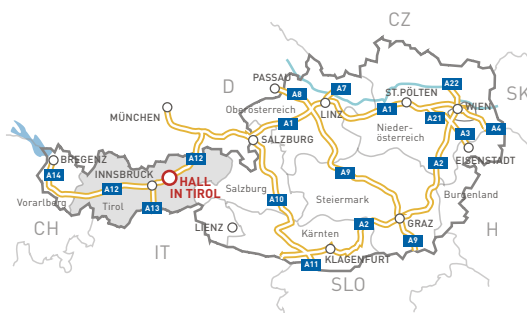 CZ
A22
PASSAU
A7
D
A8
ST.PÖLTEN
SK
Oberösterreich
LINZ
A1
WIEN
MÜNCHEN
A1
A21
A4
Nieder-
österreich
A3
SALZBURG
EISENSTADT
BREGENZ
A12
A2
INNSBRUCK
A14
HALL
IN TIROL
A9
A12
Salzburg
Burgenland
Vorarlberg
Tirol
A13
A10
Steiermark
CH
LIENZ
A2
GRAZ
H
Kärnten
A9
IT
KLAGENFURT
A11
SLO